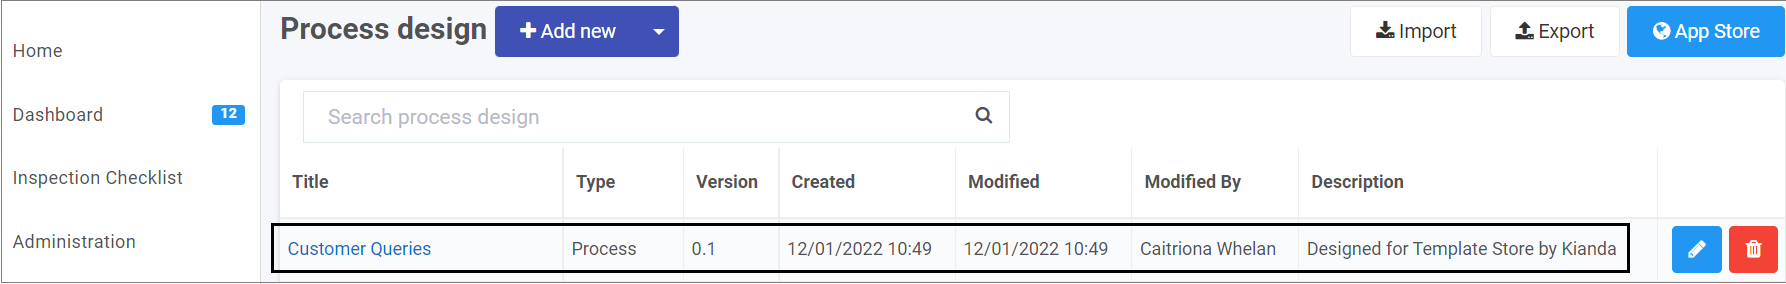 Process design
Add new
Import
Export
App Store
Home
Dashboard 12
Inspection Checklist
Administration
Search process design
Title Type Version Created Modified Modified By Description
Customer Queries Process 0.1 12/01/2022 10:49 12/01/2022 10:49 Caitriona Whelan Designed for Template Store by Kianda